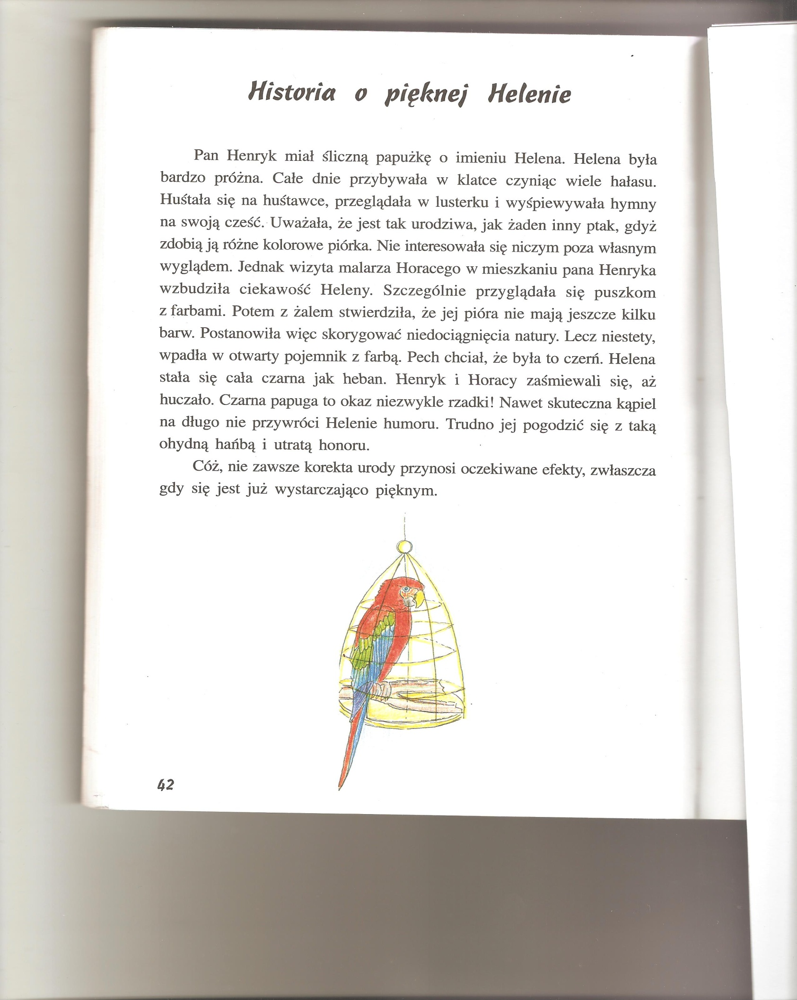 Historia o pięknej Helenie
Pan Henryk miał śliczną papużkę o imieniu Helena. Helena była
bardzo próżna. Całe dnie przybywała w klatce czyniąc wiele hałasu.
Huśtała się na huśtawce, przeglądała w lusterku i wyśpiewywała hymny
na swoją cześć. Uważała, że jest tak urodziwa, jak żaden inny ptak, gdyż
zdobią ją różne kolorowe piórka. Nie interesowała się niczym poza własnym
wyglądem. Jednak wizyta malarza Horacego w mieszkaniu pana Henryka
wzbudziła ciekawość Heleny. Szczególnie przyglądała się puszkom
z farbami. Potem z żalem stwierdziła, że jej pióra nie mają jeszcze kilku
barw. Postanowiła więc skorygować niedociągnięcia natury. Lecz niestety,
wpadła w otwarty pojemnik z farbą. Pech chciał, że była to czerń. Helena
stała się cała czarna jak heban. Henryk i Horacy zaśmiewali się, aż
huczało. Czarna papuga to okaz niezwykle rzadki! Nawet skuteczna kąpiel
na długo nie przywróci Helenie humoru. Trudno jej pogodzić się z taką
ohydną hańbą i utratą honoru.
Cóż, nie zawsze korekta urody przynosi oczekiwane efekty, zwłaszcza
gdy się jest już wystarczająco pięknym.
42